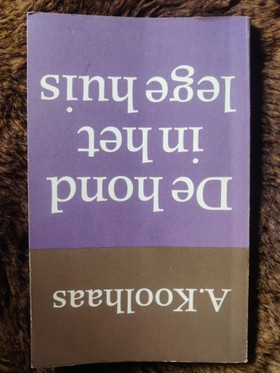 A.Koolhaas
De hond
in het
lege huis